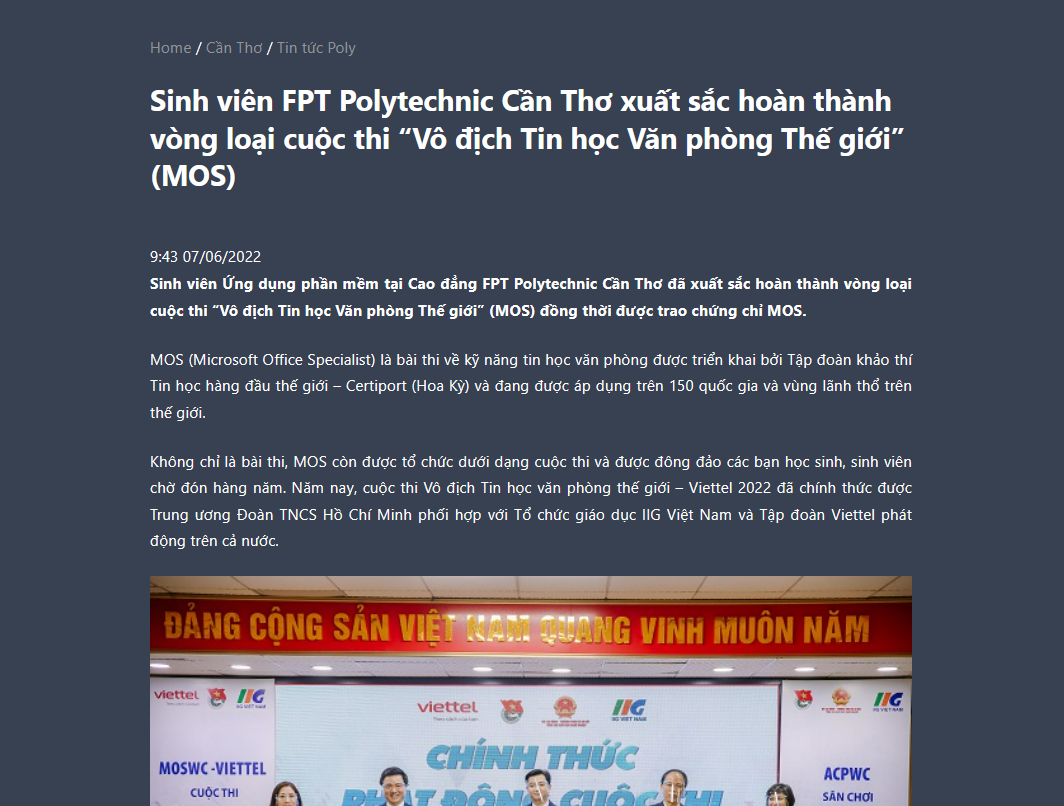 Home / Cần Thơ / Tin tức Poly
Sinh viên FPT Polytechnic Cần Thơ xuất sắc hoàn thành
vòng loại cuộc thi “Vô địch Tin học Văn phòng Thế giới”
(MOS)
9:43 07/06/2022
Sinh viên Ứng dụng phần mềm tại Cao đẳng FPT Polytechnic Cần Thơ đã xuất sắc hoàn thành vòng loại
cuộc thi “Vô địch Tin học Văn phòng Thế giới” (MOS) đồng thời được trao chứng chỉ MOS.
MOS (Microsoft Office Specialist) là bài thi về kỹ năng tin học văn phòng được triển khai bởi Tập đoàn khảo thí
Tin học hàng đầu thế giới – Certiport (Hoa Kỳ) và đang được áp dụng trên 150 quốc gia và vùng lãnh thổ trên
thế giới.
Không chỉ là bài thi, MOS còn được tổ chức dưới dạng cuộc thi và được đông đảo các bạn học sinh, sinh viên
chờ đón hàng năm. Năm nay, cuộc thi Vô địch Tin học văn phòng thế giới – Viettel 2022 đã chính thức được
Trung ương Đoàn TNCS Hồ Chí Minh phối hợp với Tổ chức giáo dục IIG Việt Nam và Tập đoàn Viettel phát
động trên cả nước.
ĐẢNG CỘNG SẢN VIỆT NAM QUANG VINH MUÔN NĂM
viettel IIG
IIG VIET NAM
viettel IIG
IIG VIET NAM
IIG
IIG VIET NAM
CHÍNH THỨC
PHÁT ĐỘNG CUỘC THI
MOSWC - VIETTEL
CUỘC THI
ACPWC
SÂN CHƠI